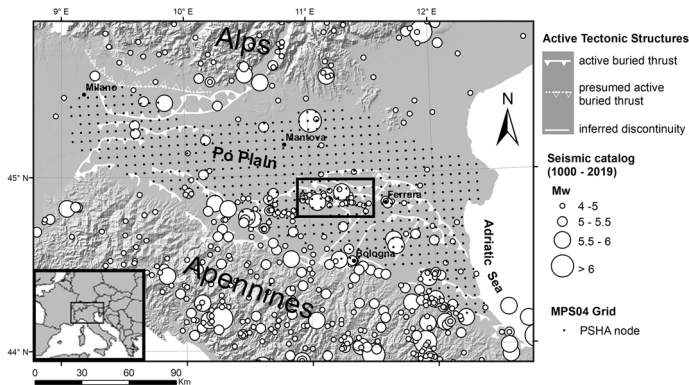 9° E
10° E
11° E
12° E
Alps
Milano
Mantova
Po Plain
45° N
Ferrara
Bologna
Adriatic Sea
Apennines
44° N
N
0 30 60 90
Km
Active Tectonic Structures
active buried thrust
presumed active
buried thrust
inferred discontinuity
Seismic catalog
(1000 - 2019)
Mw
4 -5
5 - 5.5
5.5 - 6
> 6
MPS04 Grid
PSHA node